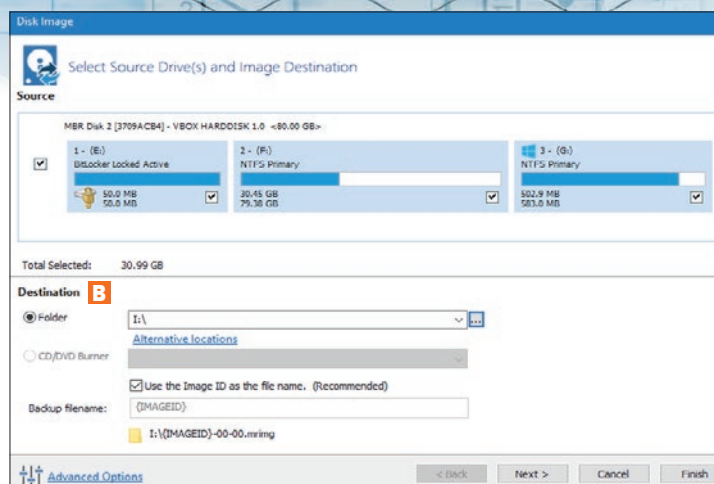 Disk Image
Select Source Drive(s) and Image Destination
Source
MBR Disk 2 [3709ACB4] - VBOX HARDDISK 1.0 <80.00 GB>
1 - (E:)
BitLocker Locked Active
50.0 MB
50.0 MB
2 - (F:)
NTFS Primary
30.45 GB
79.38 GB
3 - (G:)
NTFS Primary
502.9 MB
583.0 MB
Total Selected: 30.99 GB
Destination B
Folder I:\ ...
Alternative locations
CD/DVD Burner
Use the Image ID as the file name. (Recommended)
Backup filename: {IMAGEID}
I:\{IMAGEID}-00-00.mrimg
Advanced Options < Back Next > Cancel Finish